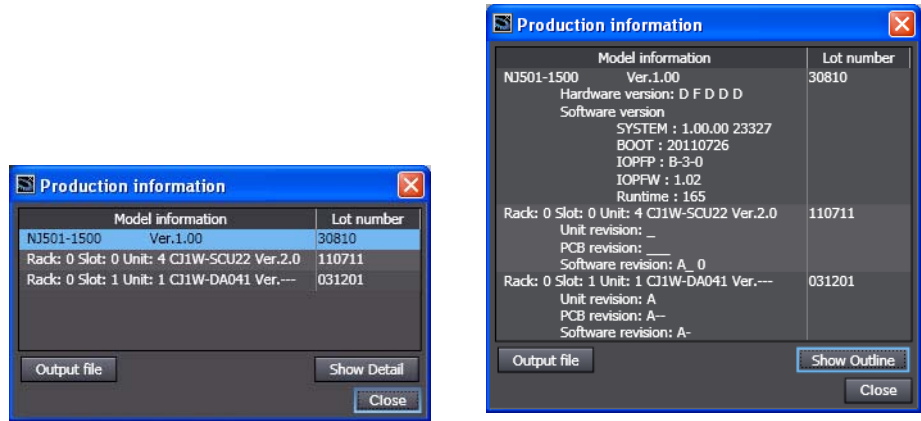 Production information
Model information Lot number
NJ501-1500 Ver.1.00 30810
Rack: 0 Slot: 0 Unit: 4 CJ1W-SCU22 Ver.2.0 110711
Rack: 0 Slot: 1 Unit: 1 CJ1W-DA041 Ver.--- 031201
Output file Show Detail
Close
Production information
Model information Lot number
NJ501-1500 Ver.1.00 30810
Hardware version: D F D D D
Software version
SYSTEM : 1.00.00 23327
BOOT : 20110726
IOPFP : B-3-0
IOPFW : 1.02
Runtime : 165
Rack: 0 Slot: 0 Unit: 4 CJ1W-SCU22 Ver.2.0 110711
Unit revision: _
PCB revision: ___
Software revision: A_ 0
Rack: 0 Slot: 1 Unit: 1 CJ1W-DA041 Ver.--- 031201
Unit revision: A
PCB revision: A--
Software revision: A-
Output file Show Outline
Close